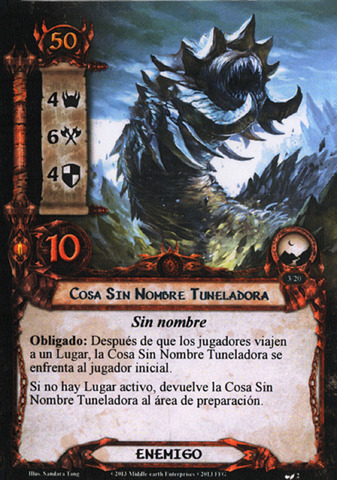 50
4
6
4
10
COSA SIN NOMBRE TUNELADORA
3/20
Sin nombre
Obligado: Después de que los jugadores viajen
a un Lugar, la Cosa Sin Nombre Tuneladora se
enfrenta al jugador inicial.
Si no hay Lugar activo, devuelve la Cosa Sin
Nombre Tuneladora al área de preparación.
ENEMIGO
Illus. Nandara Tang
©2013 Middle-earth Enterprises ©2013 FFG